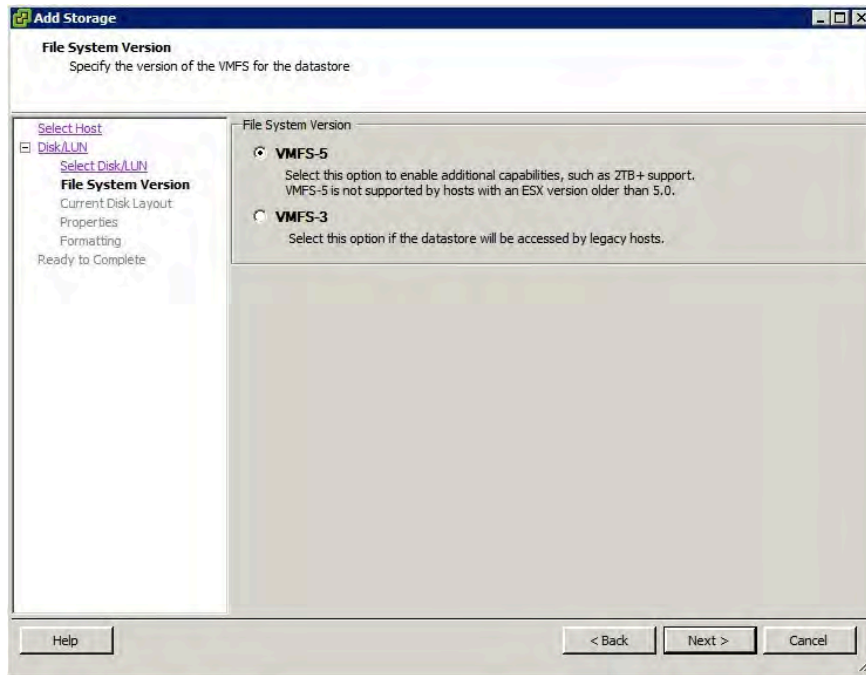 Add Storage
File System Version
Specify the version of the VMFS for the datastore
Select Host
Disk/LUN
Select Disk/LUN
File System Version
Current Disk Layout
Properties
Formatting
Ready to Complete
File System Version
VMFS-5
Select this option to enable additional capabilities, such as 2TB+ support.
VMFS-5 is not supported by hosts with an ESX version older than 5.0.
VMFS-3
Select this option if the datastore will be accessed by legacy hosts.
Help
< Back
Next >
Cancel